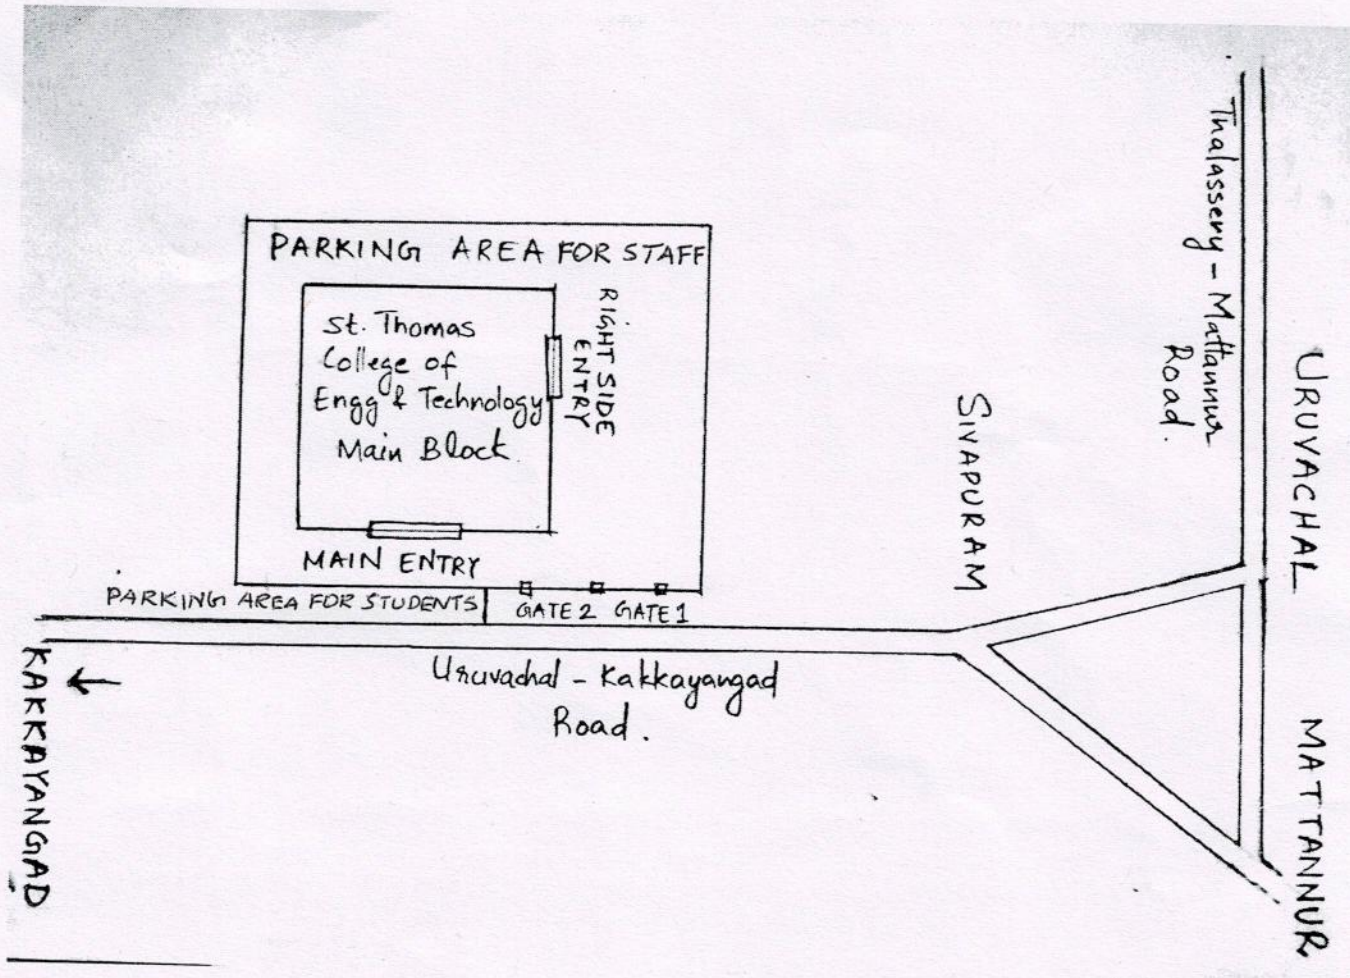 PARKING AREA FOR STAFF
St. Thomas
College of
Engg & Technology
Main Block
RIGHT SIDE
ENTRY
MAIN ENTRY
PARKING AREA FOR STUDENTS
GATE 2 GATE 1
Uruvachal - Kakkayangad
Road.
KAKKAYANGAD
SIVAPURAM
Thalassery - Mattannur
Road.
URUVACHAL
MATTANNUR